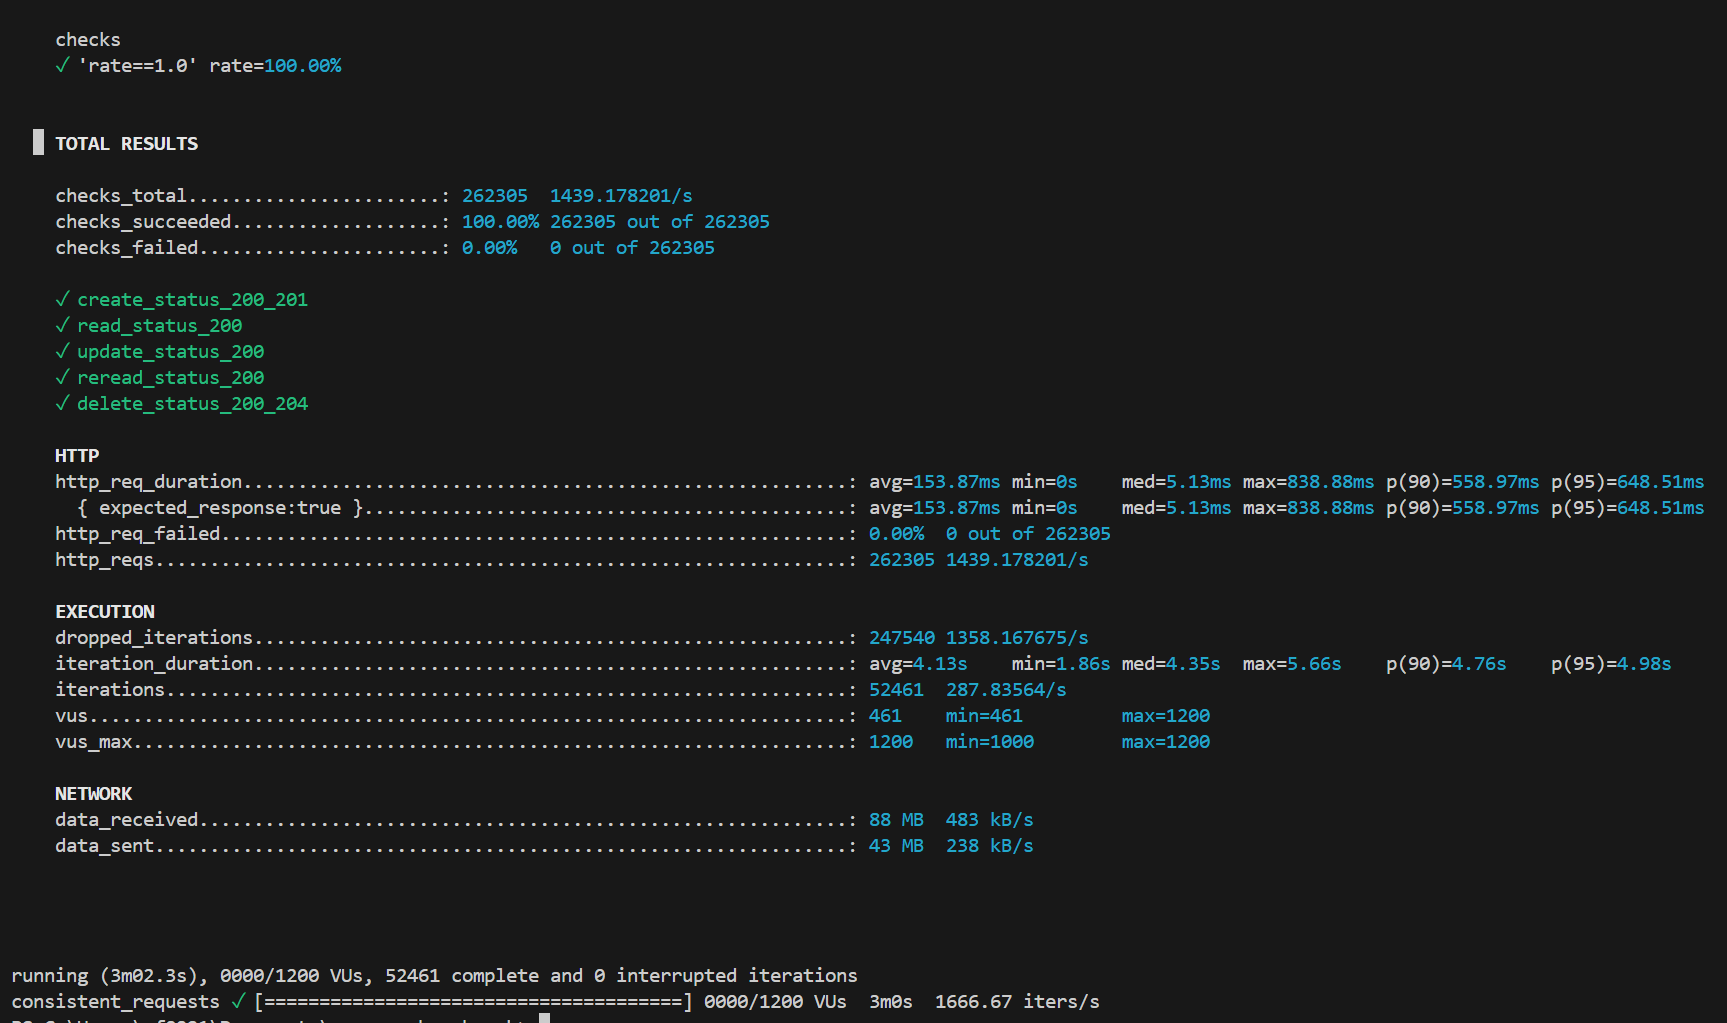 checks
✓ 'rate==1.0' rate=100.00%
TOTAL RESULTS
checks_total.......................: 262305 1439.178201/s
checks_succeeded...................: 100.00% 262305 out of 262305
checks_failed......................: 0.00% 0 out of 262305
✓ create_status_200_201
✓ read_status_200
✓ update_status_200
✓ reread_status_200
✓ delete_status_200_204
HTTP
http_req_duration.......................................................: avg=153.87ms min=0s med=5.13ms max=838.88ms p(90)=558.97ms p(95)=648.51ms
{ expected_response:true }............................................: avg=153.87ms min=0s med=5.13ms max=838.88ms p(90)=558.97ms p(95)=648.51ms
http_req_failed.........................................................: 0.00% 0 out of 262305
http_reqs...............................................................: 262305 1439.178201/s
EXECUTION
dropped_iterations......................................................: 247540 1358.167675/s
iteration_duration......................................................: avg=4.13s min=1.86s med=4.35s max=5.66s p(90)=4.76s p(95)=4.98s
iterations..............................................................: 52461 287.83564/s
vus.....................................................................: 461 min=461 max=1200
vus_max.................................................................: 1200 min=1000 max=1200
NETWORK
data_received...........................................................: 88 MB 483 kB/s
data_sent...............................................................: 43 MB 238 kB/s
running (3m02.3s), 0000/1200 VUs, 52461 complete and 0 interrupted iterations
consistent_requests ✓ [======================================] 0000/1200 VUs 3m0s 1666.67 iters/s